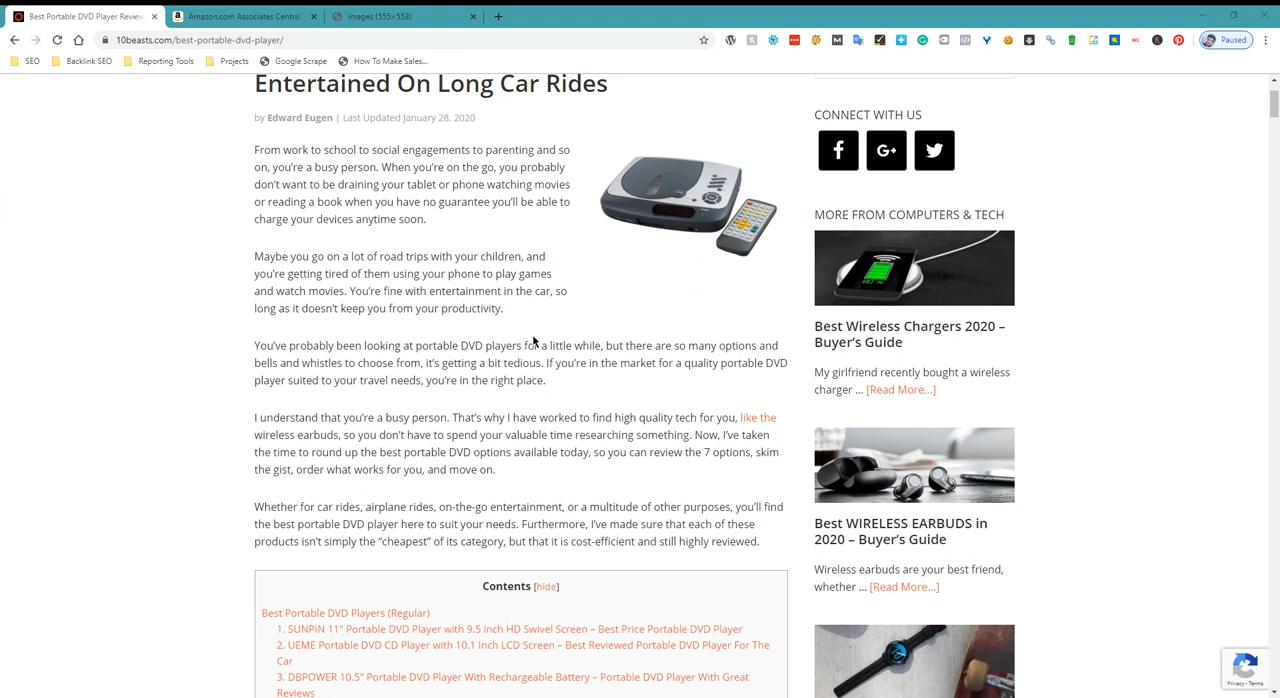 Best Portable DVD Player Review
Amazon.com Associates Central
images (555×553)
10beasts.com/best-portable-dvd-player/
Paused
SEO
Backlink SEO
Reporting Tools
Projects
Google Scrape
How To Make Sales...
Entertained On Long Car Rides
by Edward Eugen | Last Updated January 28, 2020
From work to school to social engagements to parenting and so
on, you’re a busy person. When you’re on the go, you probably
don’t want to be draining your tablet or phone watching movies
or reading a book when you have no guarantee you’ll be able to
charge your devices anytime soon.
Maybe you go on a lot of road trips with your children, and
you’re getting tired of them using your phone to play games
and watch movies. You’re fine with entertainment in the car, so
long as it doesn’t keep you from your productivity.
You’ve probably been looking at portable DVD players for a little while, but there are so many options and
bells and whistles to choose from, it’s getting a bit tedious. If you’re in the market for a quality portable DVD
player suited to your travel needs, you’re in the right place.
I understand that you’re a busy person. That’s why I have worked to find high quality tech for you, like the
wireless earbuds, so you don’t have to spend your valuable time researching something. Now, I’ve taken
the time to round up the best portable DVD options available today, so you can review the 7 options, skim
the gist, order what works for you, and move on.
Whether for car rides, airplane rides, on-the-go entertainment, or a multitude of other purposes, you’ll find
the best portable DVD player here to suit your needs. Furthermore, I’ve made sure that each of these
products isn’t simply the “cheapest” of its category, but that it is cost-efficient and still highly reviewed.
Contents [hide]
Best Portable DVD Players (Regular)
1. SUNPIN 11" Portable DVD Player with 9.5 inch HD Swivel Screen – Best Price Portable DVD Player
2. UEME Portable DVD CD Player with 10.1 Inch LCD Screen – Best Reviewed Portable DVD Player For The
Car
3. DBPOWER 10.5" Portable DVD Player With Rechargeable Battery – Portable DVD Player With Great
Reviews
CONNECT WITH US
G+
MORE FROM COMPUTERS & TECH
Best Wireless Chargers 2020 –
Buyer’s Guide
My girlfriend recently bought a wireless
charger ... [Read More...]
Best WIRELESS EARBUDS in
2020 – Buyer’s Guide
Wireless earbuds are your best friend,
whether ... [Read More...]
Privacy - Terms